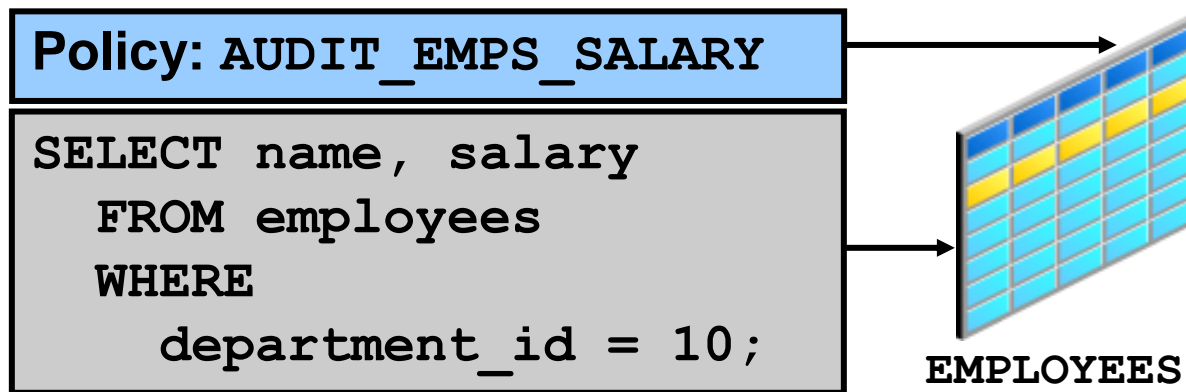 Policy: AUDIT_EMPS_SALARY
SELECT name, salary
FROM employees
WHERE
department_id = 10;
EMPLOYEES